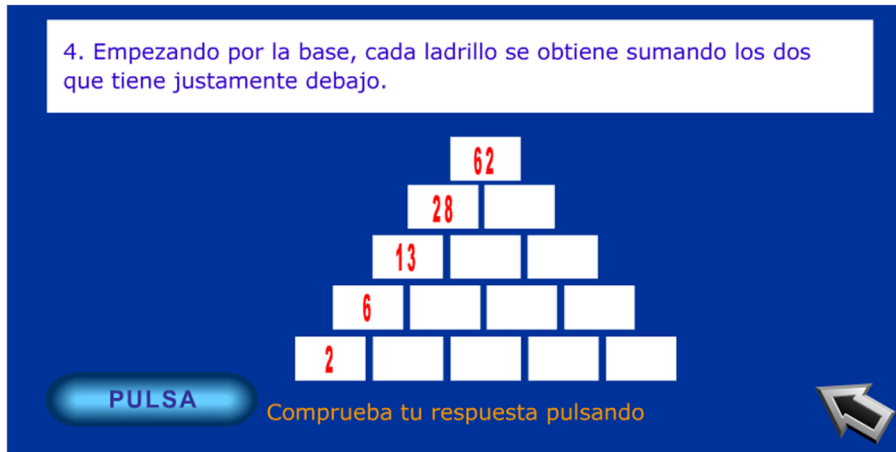 4. Empezando por la base, cada ladrillo se obtiene sumando los dos
que tiene justamente debajo.
62
28
13
6
2
PULSA
Comprueba tu respuesta pulsando